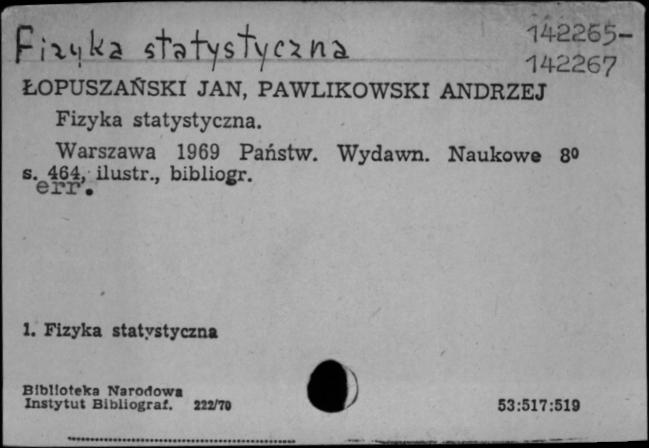 Fizyka statystyczna
142265-
142267
ŁOPUSZAŃSKI JAN, PAWLIKOWSKI ANDRZEJ
Fizyka statystyczna.
Warszawa 1969 Państw. Wydawn. Naukowe 8⁰
s. 464, ilustr., bibliogr.
err.
1. Fizyka statystyczna
Biblioteka Narodowa
Instytut Bibliograf. 222/70
53:517:519